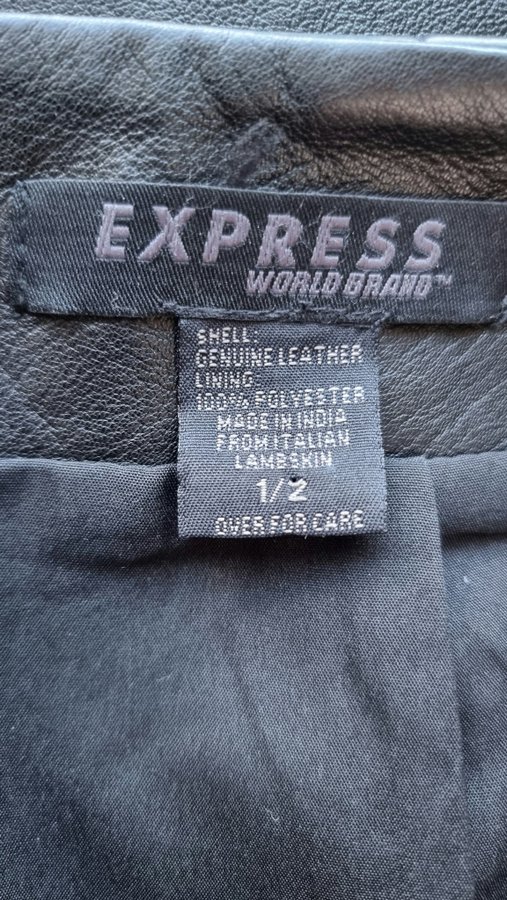 EXPRESS
WORLD BRAND™
SHELL:
GENUINE LEATHER
LINING
100% POLYESTER
MADE IN INDIA
FROM ITALIAN
LAMBSKIN
1/2
OVER FOR CARE